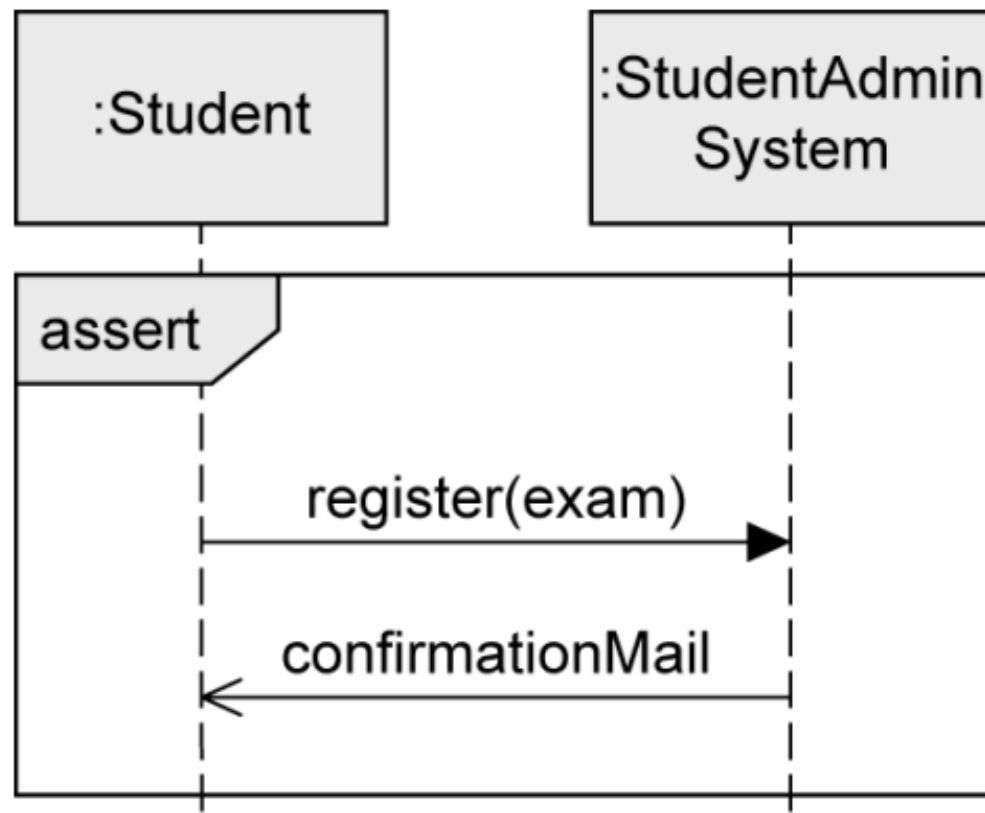 :Student
:StudentAdmin
System
assert
register(exam)
confirmationMail